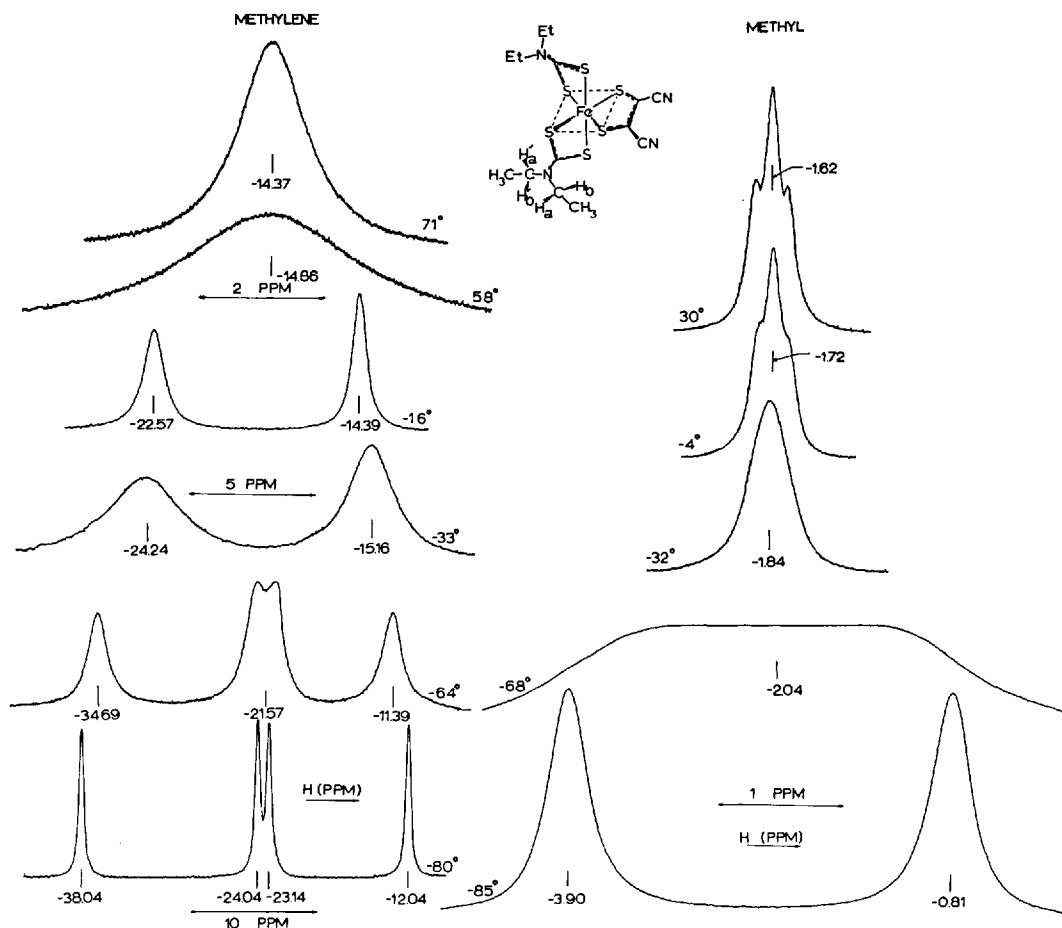 METHYLENE
-14.37
71°
-14.86
2 PPM
58°
-22.57
-14.39
-16°
5 PPM
-24.24
-15.16
-33°
-34.69
-21.57
-11.39
-64°
H (PPM)
-38.04
-24.04
-23.14
-12.04
-80°
10 PPM
Et
Et
N
S
S
S
Fe
S
S
S
CN
CN
Ha'
H3C
C
N
Hb'
C
Hb
Ha
CH3
METHYL
-1.62
30°
-1.72
-4°
-32°
-1.84
-68°
-2.04
1 PPM
H (PPM)
-85°
-3.90
-0.81